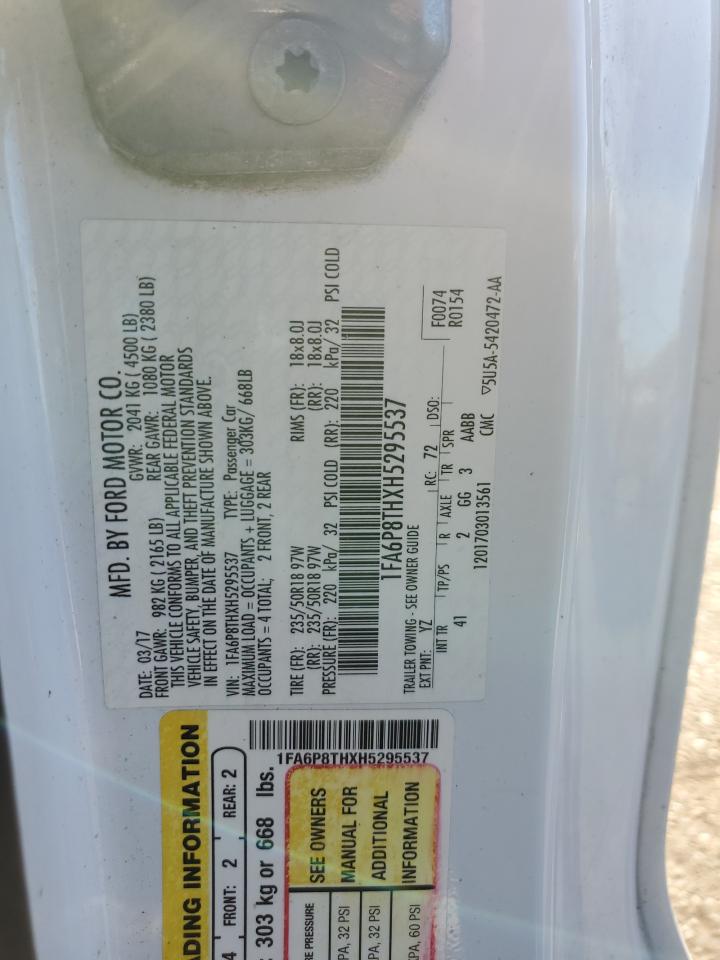 MFD. BY FORD MOTOR CO.
DATE: 03/17 GVWR: 2041 KG ( 4500 LB)
FRONT GAWR: 982 KG ( 2165 LB) REAR GAWR: 1080 KG ( 2380 LB)
THIS VEHICLE CONFORMS TO ALL APPLICABLE FEDERAL MOTOR
VEHICLE SAFETY, BUMPER, AND THEFT PREVENTION STANDARDS
IN EFFECT ON THE DATE OF MANUFACTURE SHOWN ABOVE.
VIN: 1FA6P8THXH5295537 TYPE: Passenger Car
MAXIMUM LOAD = OCCUPANTS + LUGGAGE = 303KG/ 668LB
OCCUPANTS = 4 TOTAL: 2 FRONT, 2 REAR
TIRE (FR): 235/50R18 97W RIMS (FR): 18x8.0J
(RR): 235/50R18 97W (RR): 18x8.0J
PRESSURE (FR): 220 kPa/ 32 PSI COLD (RR): 220 kPa/ 32 PSI COLD
1FA6P8THXH5295537
TRAILER TOWING - SEE OWNER GUIDE
EXT PNT: YZ RC: 72 DSO: F0074
INT TR TP/PS R AXLE TR SPR R0154
41 2 GG 3 AABB
1201703013561 CMC ▽5U5A-5420472-AA
ADING INFORMATION
4 FRONT: 2 REAR: 2
303 kg or 668 lbs.
1FA6P8THXH5295537
RE PRESSURE
PA, 32 PSI
PA, 32 PSI
KPA, 60 PSI
SEE OWNERS
MANUAL FOR
ADDITIONAL
INFORMATION